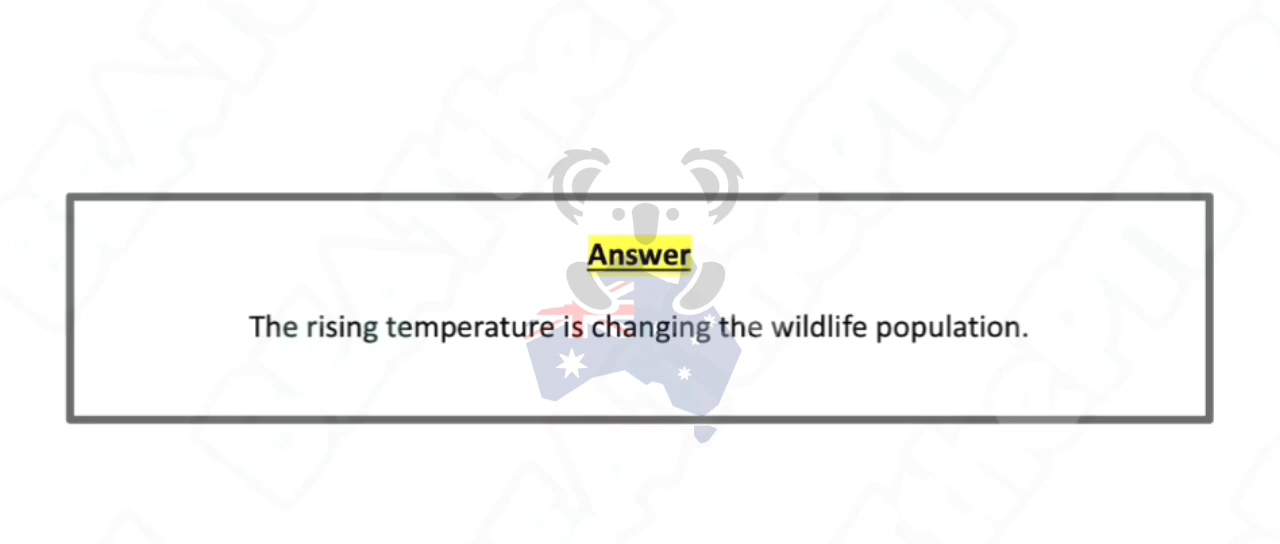 Answer
The rising temperature is changing the wildlife population.